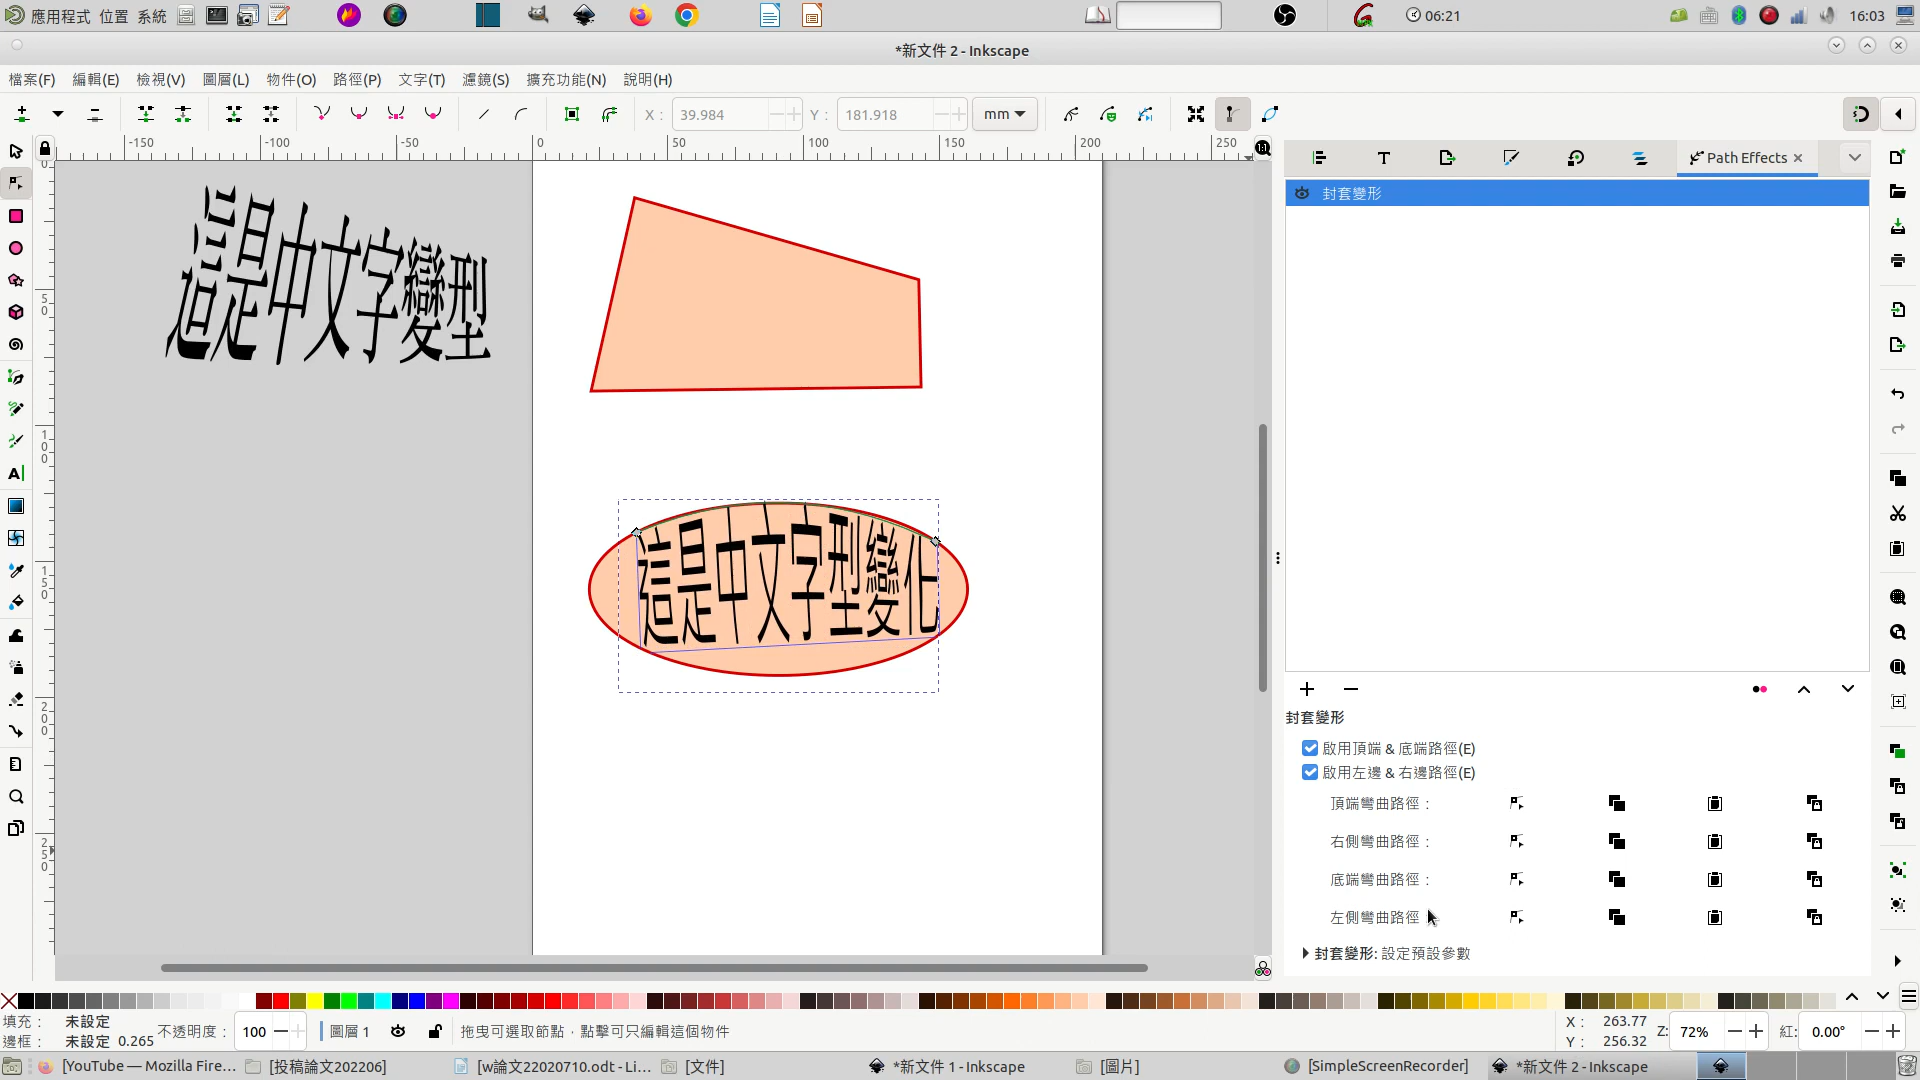 應用程式 位置 系統
06:21
16:03
*新文件 2 - Inkscape
檔案(F) 編輯(E) 檢視(V) 圖層(L) 物件(O) 路徑(P) 文字(T) 濾鏡(S) 擴充功能(N) 說明(H)
X : 39.984 Y : 181.918 mm
-150 -100 -50 0 50 100 150 200 250
Path Effects
封套變形
0
50
100
150
200
250
這是中文字變型
這是中文字型變化
封套變形
啟用頂端 & 底端路徑(E)
啟用左邊 & 右邊路徑(E)
頂端彎曲路徑 :
右側彎曲路徑 :
底端彎曲路徑 :
左側彎曲路徑
封套變形: 設定預設參數
填充 : 未設定
邊框 : 未設定 0.265
不透明度 : 100
圖層 1
拖曳可選取節點，點擊可只編輯這個物件
X : 263.77
Y : 256.32
Z: 72%
紅: 0.00°
[YouTube — Mozilla Fire... [投稿論文202206] [w論文22020710.odt - Li... [文件] *新文件 1 - Inkscape [圖片] [SimpleScreenRecorder] *新文件 2 - Inkscape